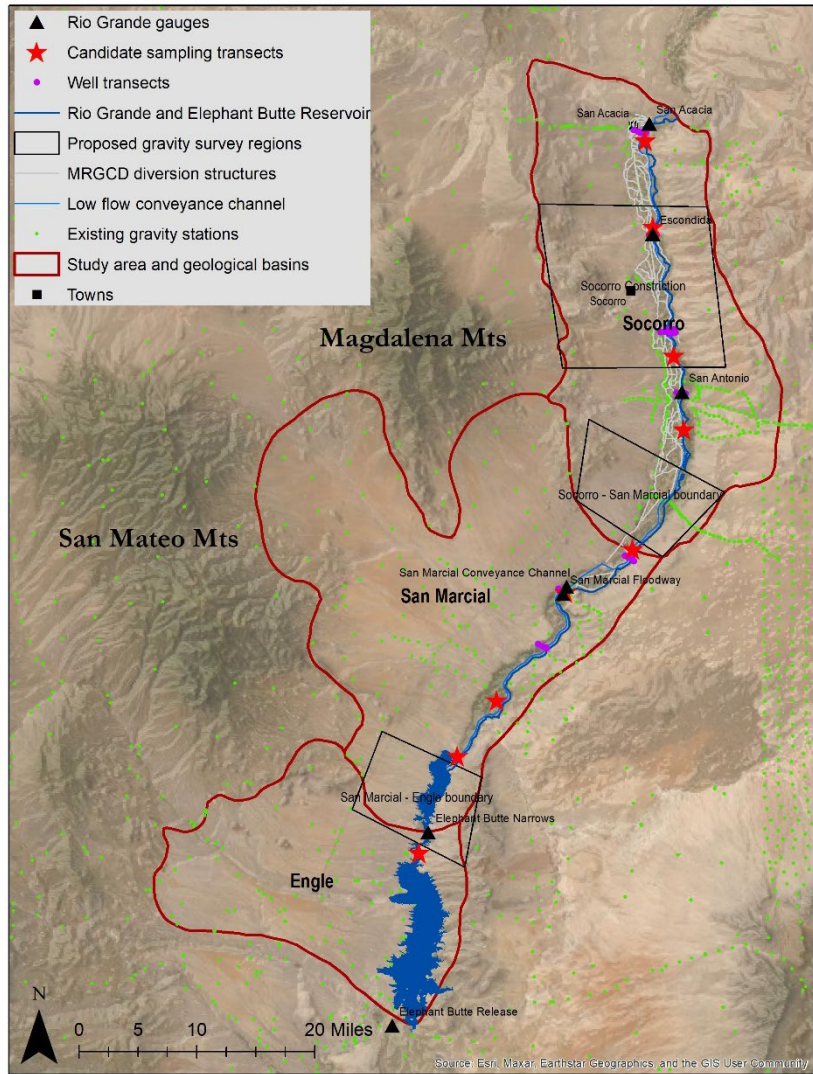 Rio Grande gauges
Candidate sampling transects
Well transects
Rio Grande and Elephant Butte Reservoir
Proposed gravity survey regions
MRGCD diversion structures
Low flow conveyance channel
Existing gravity stations
Study area and geological basins
Towns
San Acacia
San Acacia
Escondida
Socorro Constriction
Socorro
Socorro
Magdalena Mts
San Antonio
Socorro - San Marcial boundary
San Mateo Mts
San Marcial Conveyance Channel
San Marcial Floodway
San Marcial
San Marcial - Engle boundary
Elephant Butte Narrows
Engle
Elephant Butte Release
N
0 5 10 20 Miles
Source: Esri, Maxar, Earthstar Geographics, and the GIS User Community